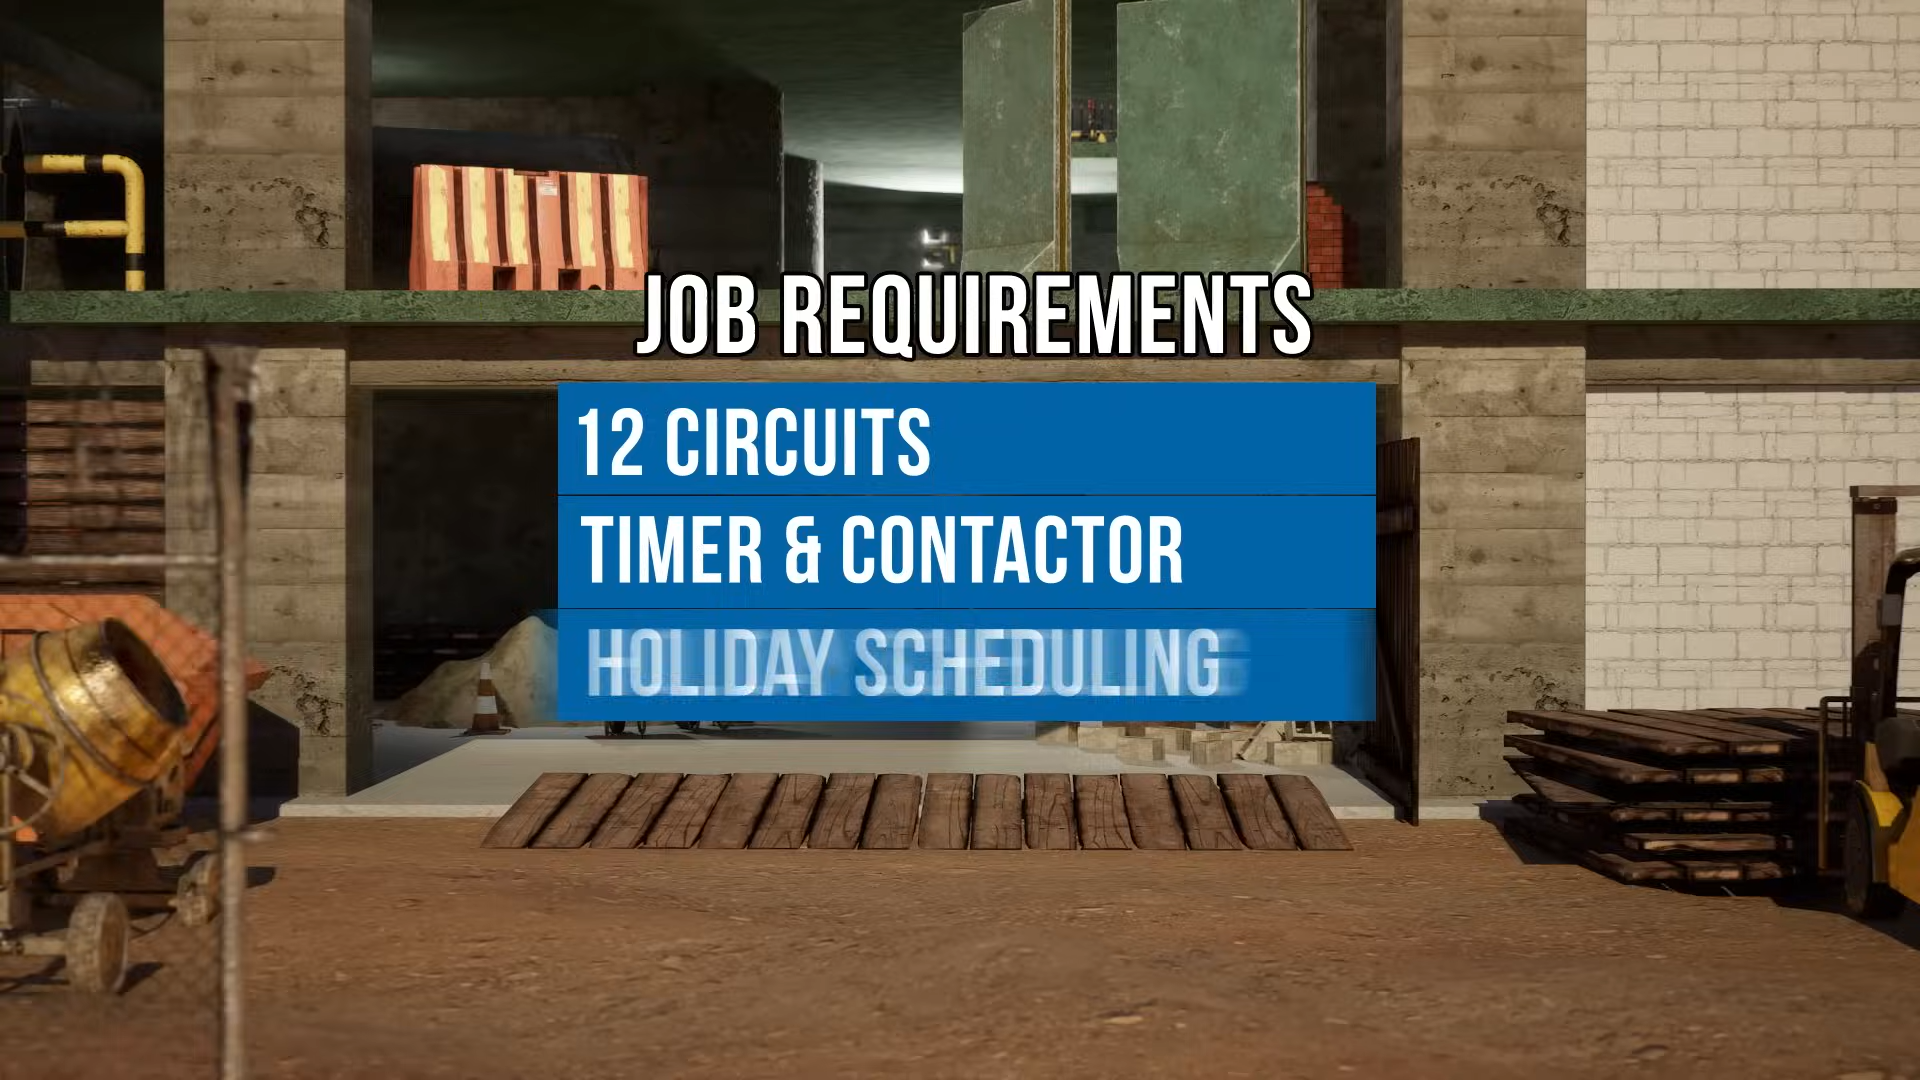 JOB REQUIREMENTS
12 CIRCUITS
TIMER & CONTACTOR
HOLIDAY SCHEDULING